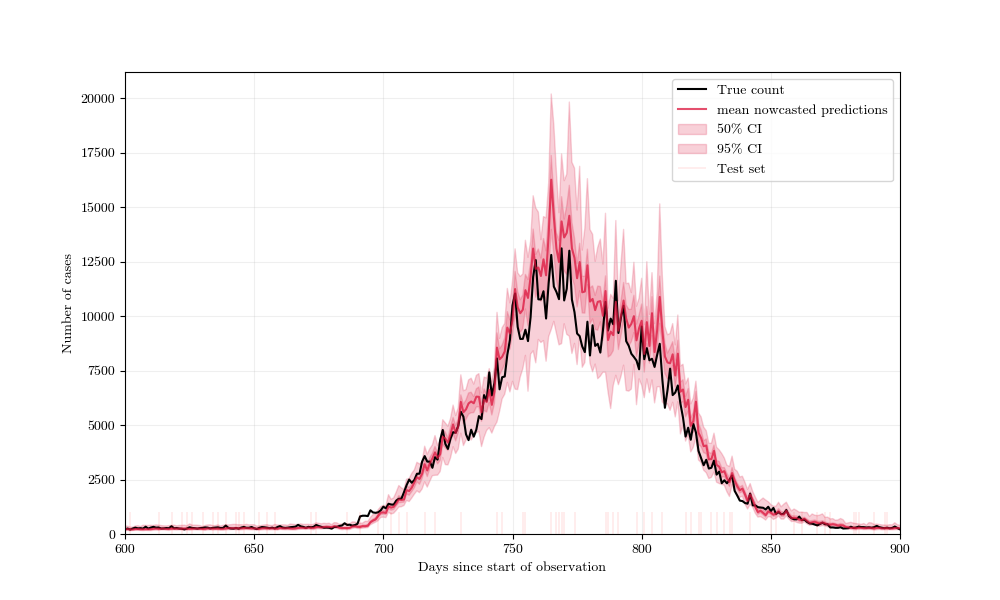 True count
mean nowcasted predictions
50% CI
95% CI
Test set
20000
17500
15000
12500
10000
7500
5000
2500
0
Number of cases
600
650
700
750
800
850
900
Days since start of observation